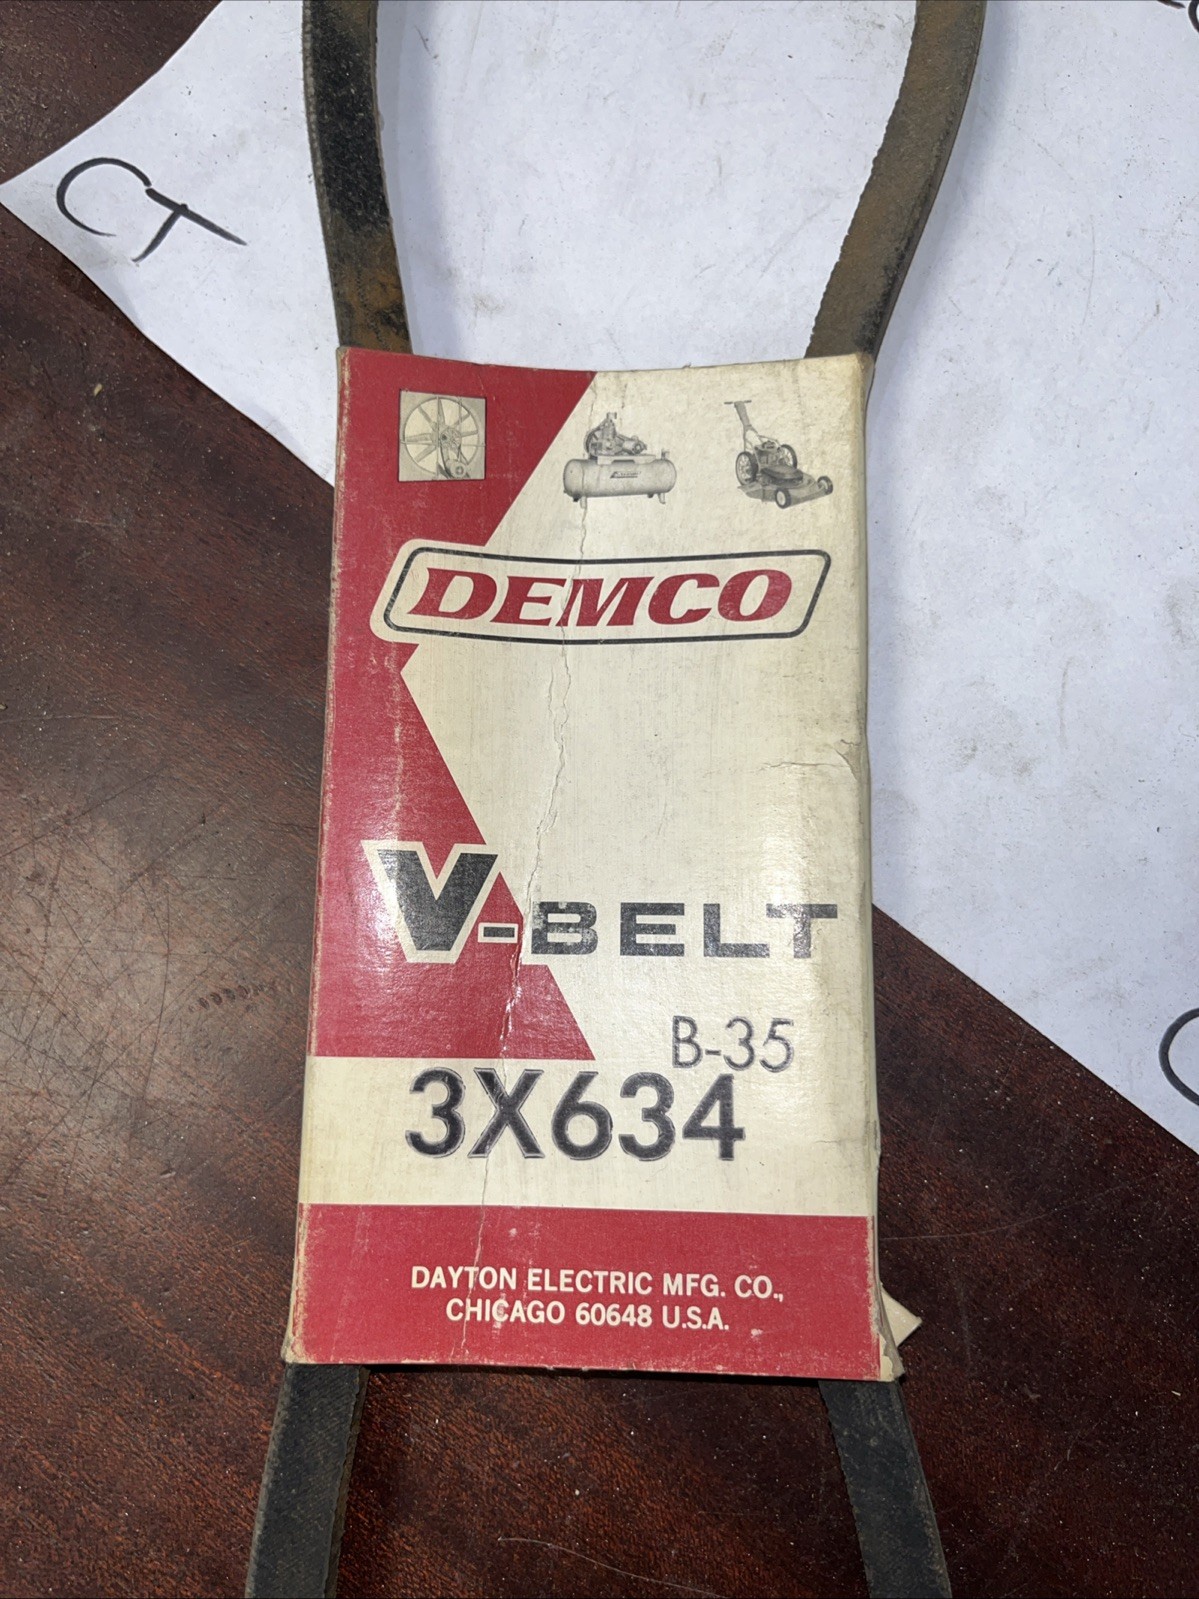 CT
DEMCO
V-BELT
B-35
3X634
DAYTON ELECTRIC MFG. CO.,
CHICAGO 60648 U.S.A.